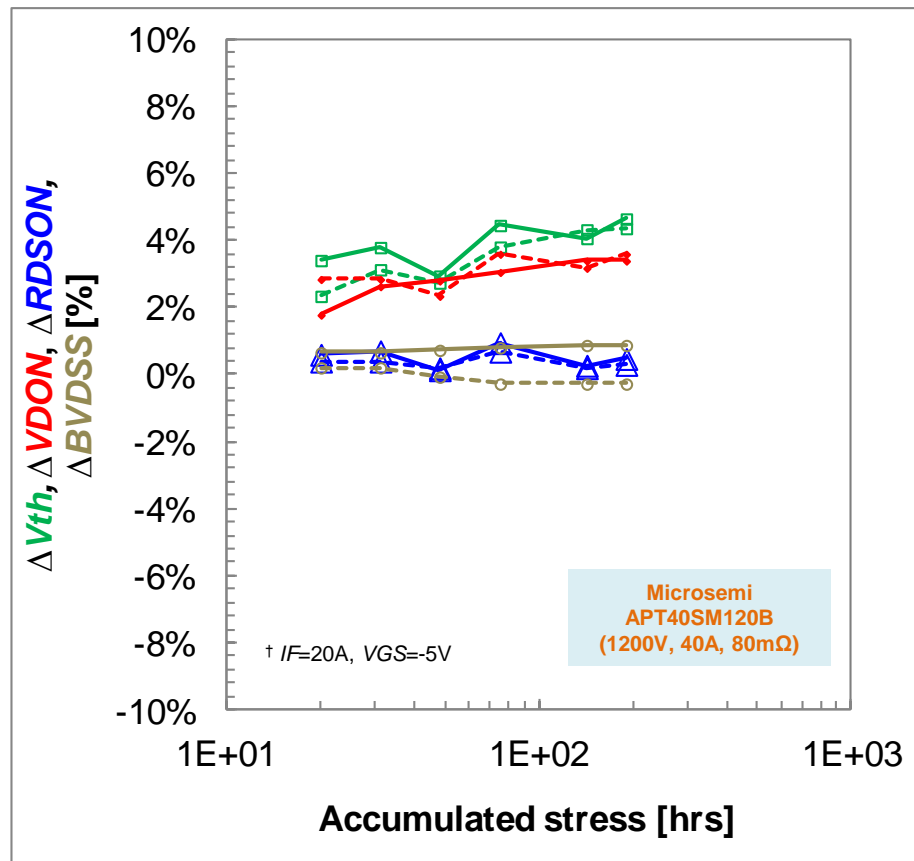 10%
8%
6%
4%
2%
0%
-2%
-4%
-6%
-8%
-10%
1E+01 1E+02 1E+03
Accumulated stress [hrs]
ΔVth, ΔVDON, ΔRDSON,
ΔBVDSS [%]
† IF=20A, VGS=-5V
Microsemi
APT40SM120B
(1200V, 40A, 80mΩ)